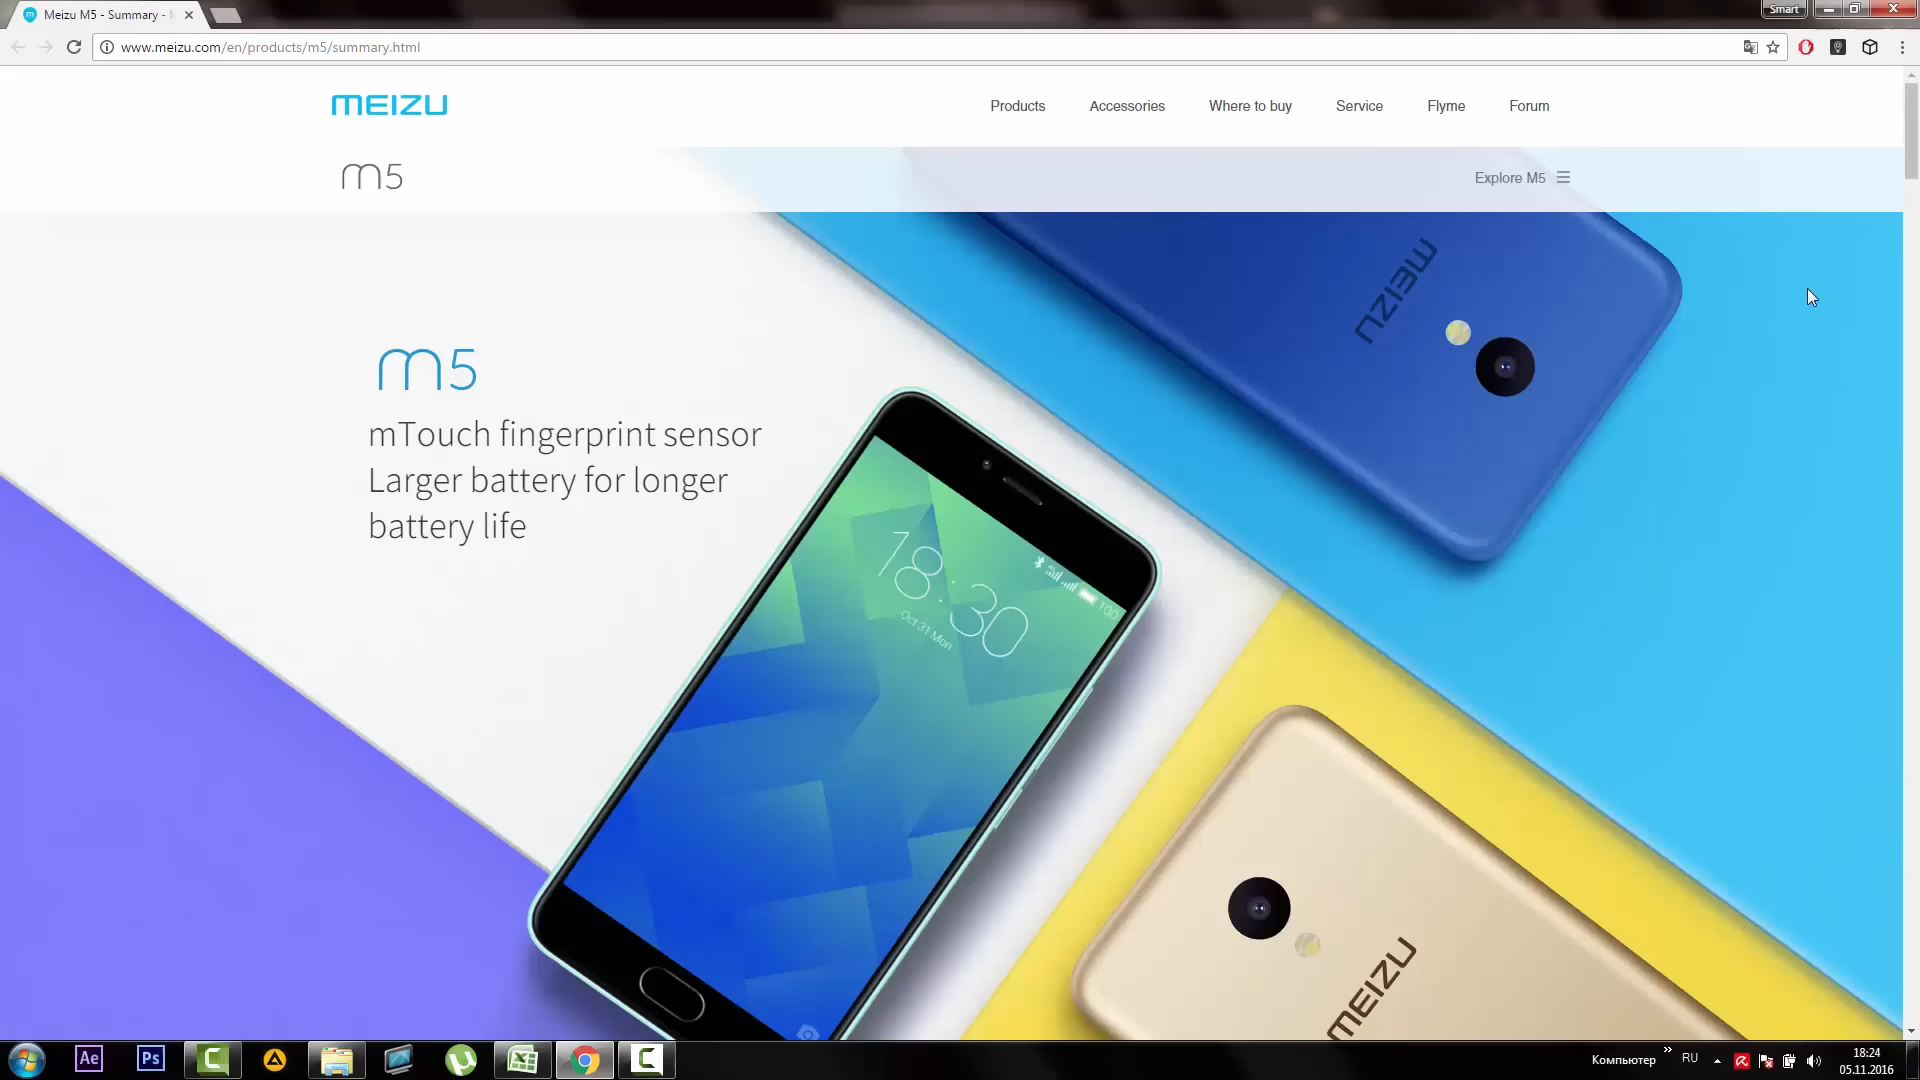 Meizu M5 - Summary -
Smart
www.meizu.com/en/products/m5/summary.html
MEIZU
Products
Accessories
Where to buy
Service
Flyme
Forum
m5
Explore M5
MEIZU
m5
mTouch fingerprint sensor
Larger battery for longer
battery life
100
18:30
Oct 31 Mon
MEIZU
Ae
Ps
Компьютер
RU
18:24
05.11.2016